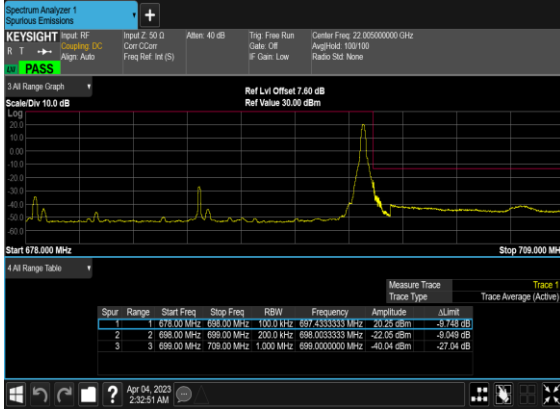 Spectrum Analyzer 1
Spurious Emissions
+
KEYSIGHT Input: RF Input Z: 50 Ω Atten: 40 dB Trig: Free Run Center Freq: 22.005000000 GHz
R T Coupling: DC Corr CCorr Gate: Off Avg|Hold: 100/100
Align: Auto Freq Ref: Int (S) IF Gain: Low Radio Std: None
PASS
3 All Range Graph
Ref Lvl Offset 7.60 dB
Scale/Div 10.0 dB Ref Value 30.00 dBm
Log
20.0
10.0
0.00
-10.0
-20.0
-30.0
-40.0
-50.0
-60.0
Start 678.000 MHz Stop 709.000 MH
4 All Range Table
Measure Trace Trace 1
Trace Type Trace Average (Active)
Spur Range Start Freq Stop Freq RBW Frequency Amplitude ΔLimit
1 1 678.00 MHz 698.00 MHz 100.0 kHz 697.4333333 MHz 20.25 dBm -9.748 dB
2 2 698.00 MHz 699.00 MHz 200.0 kHz 698.0033333 MHz -22.05 dBm -9.049 dB
3 3 699.00 MHz 709.00 MHz 1.000 MHz 699.0000000 MHz -40.04 dBm -27.04 dB
? Apr 04, 2023
2:32:51 AM